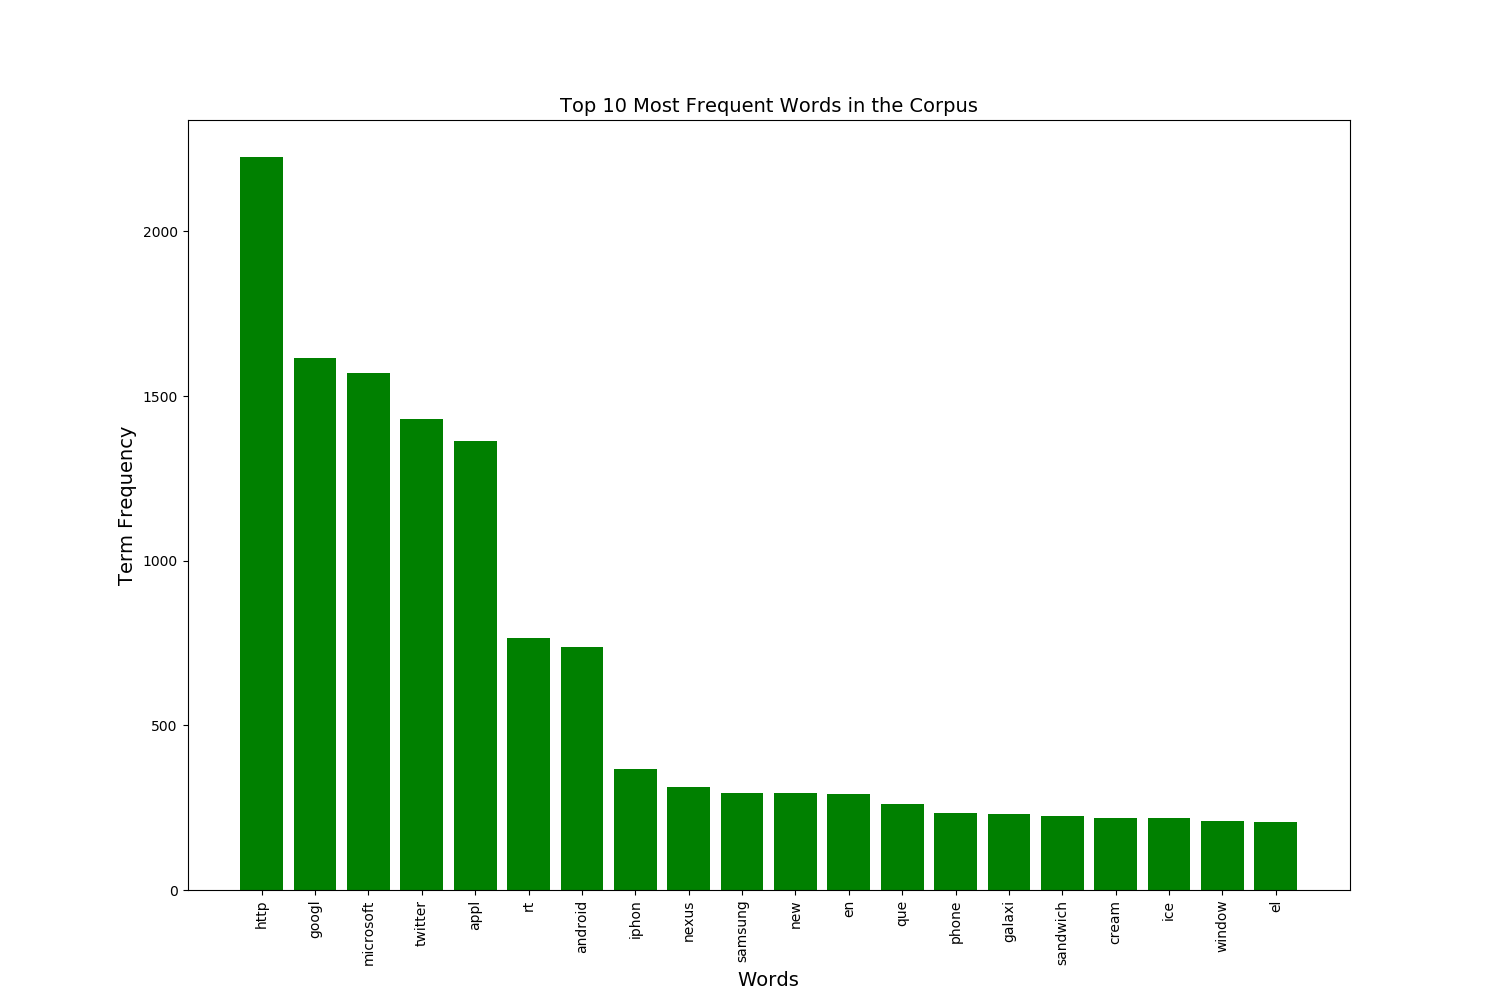 Top 10 Most Frequent Words in the Corpus
Term Frequency
2000
1500
1000
500
0
http
googl
microsoft
twitter
appl
rt
android
iphon
nexus
samsung
new
en
que
phone
galaxi
sandwich
cream
ice
window
el
Words